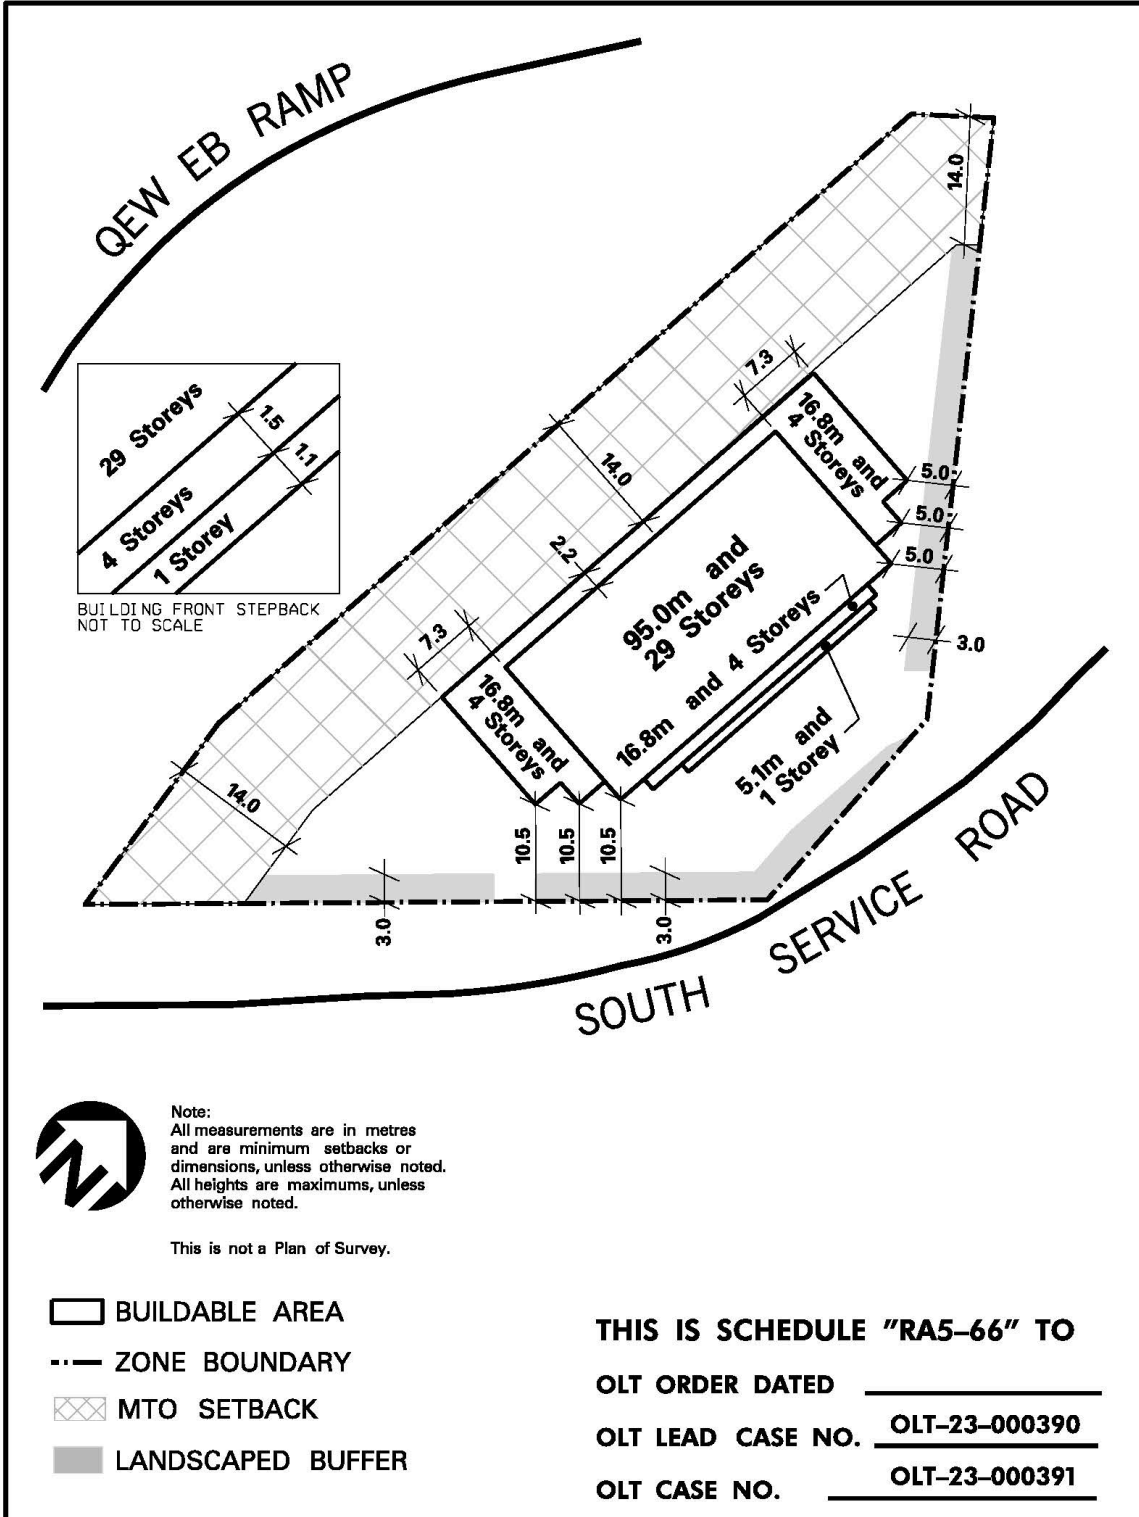 QEW EB RAMP
14.0
7.3
16.8m and
4 Storeys
29 Storeys
1.5
1.1
4 Storeys
1 Storey
BUILDING FRONT STEPBACK
NOT TO SCALE
14.0
5.0
5.0
5.0
2.2
95.0m and
29 Storeys
7.3
3.0
16.8m and 4 Storeys
16.8m and
4 Storeys
5.1m and
1 Storey
14.0
10.5
10.5
10.5
3.0
3.0
SOUTH SERVICE ROAD
N
Note:
All measurements are in metres
and are minimum setbacks or
dimensions, unless otherwise noted.
All heights are maximums, unless
otherwise noted.
This is not a Plan of Survey.
BUILDABLE AREA
ZONE BOUNDARY
MTO SETBACK
LANDSCAPED BUFFER
THIS IS SCHEDULE "RA5–66" TO
OLT ORDER DATED
OLT LEAD CASE NO. OLT–23–000390
OLT CASE NO. OLT–23–000391